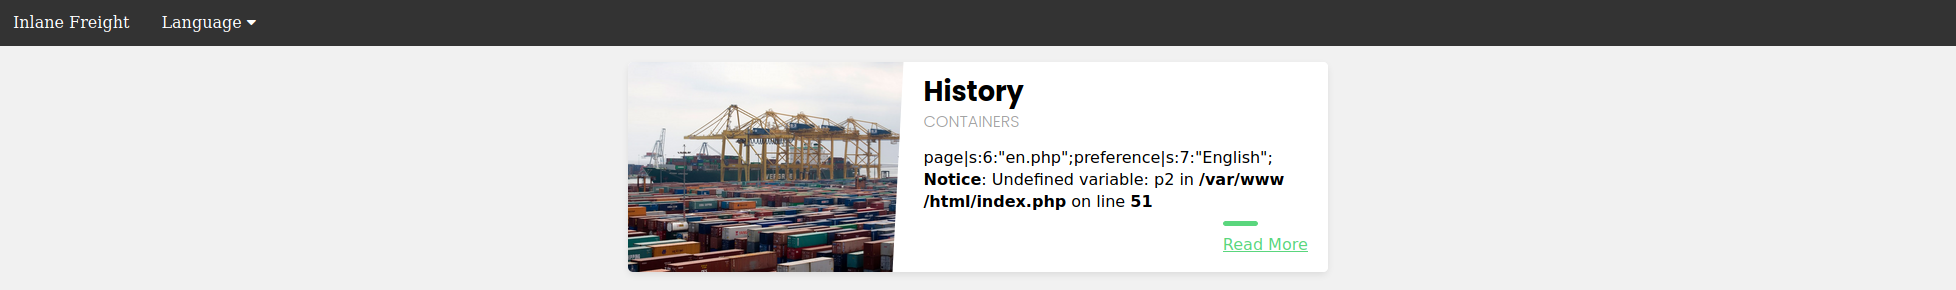 Inlane Freight Language
History
CONTAINERS
page|s:6:"en.php";preference|s:7:"English";
Notice: Undefined variable: p2 in /var/www
/html/index.php on line 51
Read More